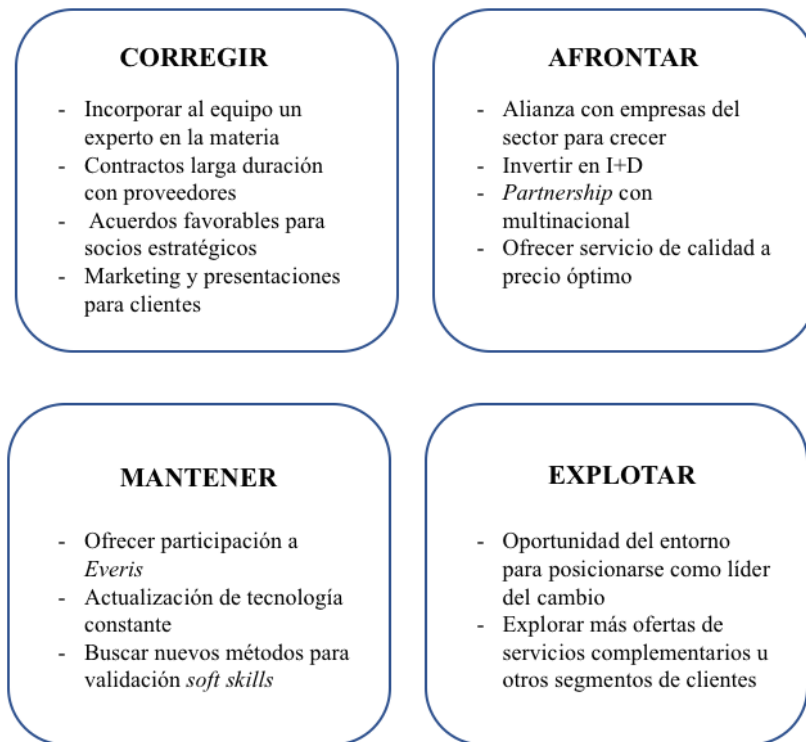 CORREGIR
- Incorporar al equipo un
experto en la materia
- Contractos larga duración
con proveedores
- Acuerdos favorables para
socios estratégicos
- Marketing y presentaciones
para clientes
AFRONTAR
- Alianza con empresas del
sector para crecer
- Invertir en I+D
- Partnership con
multinacional
- Ofrecer servicio de calidad a
precio óptimo
MANTENER
- Ofrecer participación a
Everis
- Actualización de tecnología
constante
- Buscar nuevos métodos para
validación soft skills
EXPLOTAR
- Oportunidad del entorno
para posicionarse como líder
del cambio
- Explorar más ofertas de
servicios complementarios u
otros segmentos de clientes